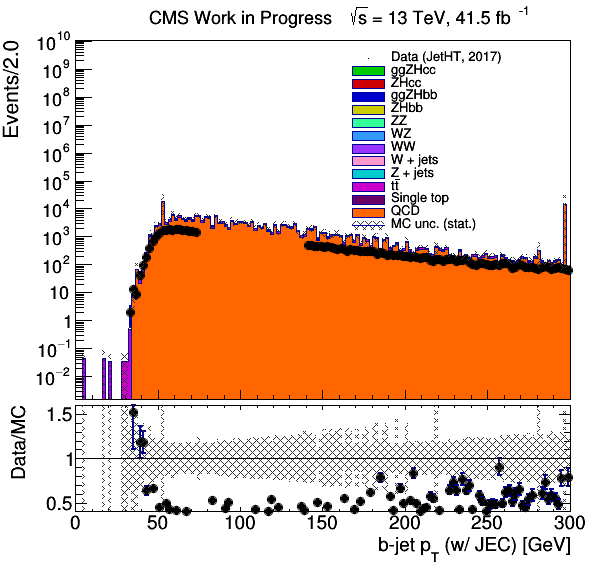 CMS Work in Progress √s = 13 TeV, 41.5 fb⁻¹
Events/2.0
10¹⁰
10⁹
10⁸
10⁷
10⁶
10⁵
10⁴
10³
10²
10
1
10⁻¹
10⁻²
Data (JetHT, 2017)
ggZHcc
ZHcc
ggZHbb
ZHbb
ZZ
WZ
WW
W + jets
Z + jets
tt̅
Single top
QCD
MC unc. (stat.)
Data/MC
1.5
1
0.5
0 50 100 150 200 250 300
b-jet p_T (w/ JEC) [GeV]